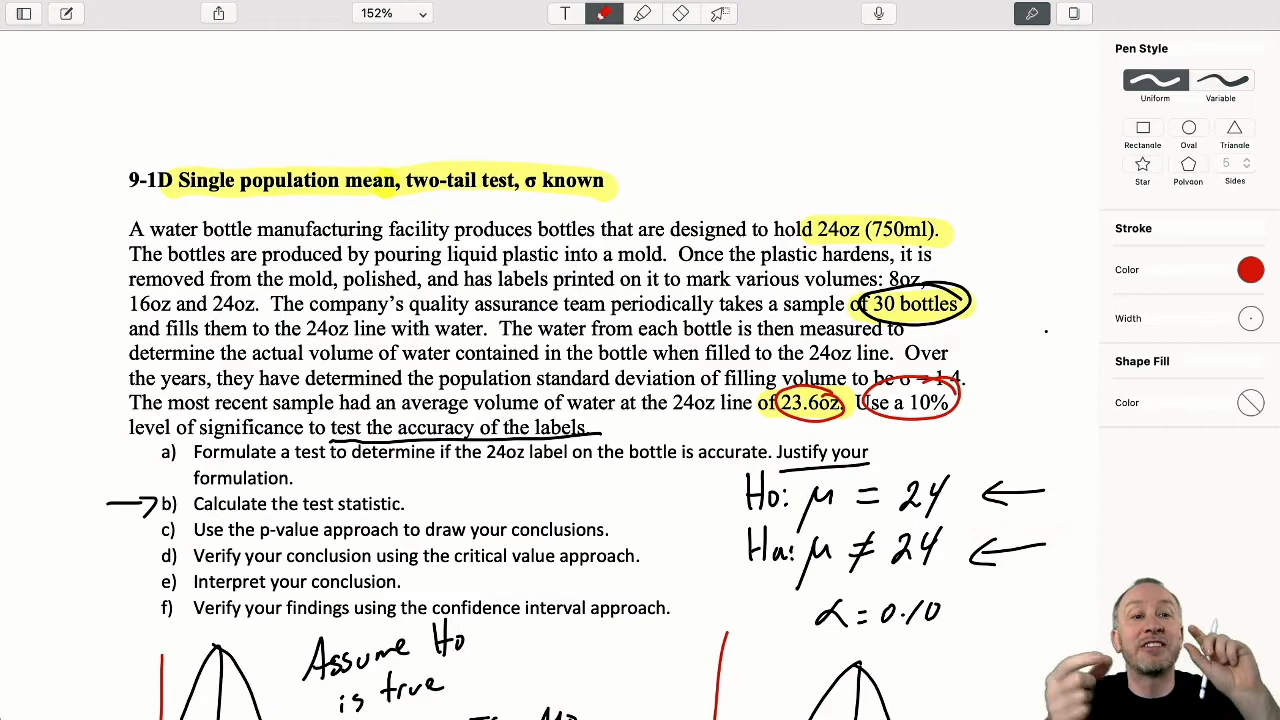 152%
T
9-1D Single population mean, two-tail test, σ known
A water bottle manufacturing facility produces bottles that are designed to hold 24oz (750ml).
The bottles are produced by pouring liquid plastic into a mold. Once the plastic hardens, it is
removed from the mold, polished, and has labels printed on it to mark various volumes: 8oz,
16oz and 24oz. The company's quality assurance team periodically takes a sample of 30 bottles
and fills them to the 24oz line with water. The water from each bottle is then measured to
determine the actual volume of water contained in the bottle when filled to the 24oz line. Over
the years, they have determined the population standard deviation of filling volume to be σ = 1.4.
The most recent sample had an average volume of water at the 24oz line of 23.6oz. Use a 10%
level of significance to test the accuracy of the labels.
a) Formulate a test to determine if the 24oz label on the bottle is accurate. Justify your
formulation.
b) Calculate the test statistic.
c) Use the p-value approach to draw your conclusions.
d) Verify your conclusion using the critical value approach.
e) Interpret your conclusion.
f) Verify your findings using the confidence interval approach.
Ho: μ = 24
Ha: μ ≠ 24
α = 0.10
Assume Ho
is true
Pen Style
Uniform
Variable
Rectangle
Oval
Triangle
Star
Polygon
5
Sides
Stroke
Color
Width
Shape Fill
Color